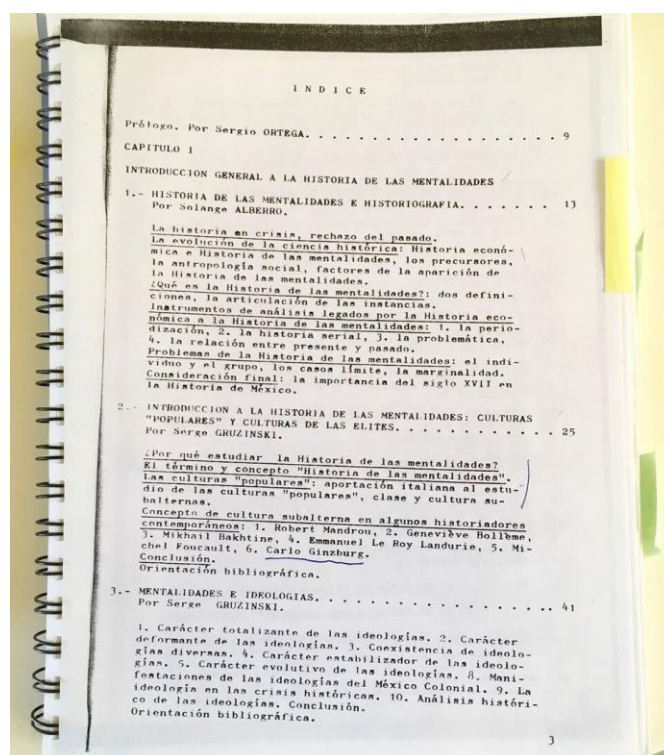 INDICE
Prólogo. Por Sergio ORTEGA. . . . . . . . . . . . . . . . . . . . 9
CAPITULO 1
INTRODUCCION GENERAL A LA HISTORIA DE LAS MENTALIDADES
1.- HISTORIA DE LAS MENTALIDADES E HISTORIOGRAFIA. . . . . . . 13
Por Solange ALBERRO.
La historia en crisis, rechazo del pasado.
La evolución de la ciencia histórica: Historia econó-
mica e Historia de las mentalidades, los precursores,
la antropología social, factores de la aparición de
la Historia de las mentalidades.
¿Qué es la Historia de las mentalidades?: dos defini-
ciones, la articulación de las instancias.
Instrumentos de análisis legados por la Historia eco-
nómica a la Historia de las mentalidades: 1. la perio-
dización, 2. la historia serial, 3. la problemática,
4. la relación entre presente y pasado.
Problemas de la Historia de las mentalidades: el indi-
viduo y el grupo, los casos límite, la marginalidad.
Consideración final: la importancia del siglo XVII en
la Historia de México.
2.- INTRODUCCION A LA HISTORIA DE LAS MENTALIDADES: CULTURAS
"POPULARES" Y CULTURAS DE LAS ELITES. . . . . . . . . . . . 25
Por Serge GRUZINSKI.
¿Por qué estudiar la Historia de las mentalidades?
El término y concepto "Historia de las mentalidades".
Las culturas "populares": aportación italiana al estu-
dio de las culturas "populares", clase y cultura su-
balternas.
Concepto de cultura subalterna en algunos historiadores
contemporáneos: 1. Robert Mandrou, 2. Geneviève Bollème,
3. Mikhail Bakhtine, 4. Emmanuel Le Roy Landurie, 5. Mi-
chel Foucault, 6. Carlo Ginzburg.
Conclusión.
Orientación bibliográfica.
3.- MENTALIDADES E IDEOLOGIAS. . . . . . . . . . . . . . . . . 41
Por Serge GRUZINSKI.
1. Carácter totalizante de las ideologías. 2. Carácter
deformante de las ideologías. 3. Coexistencia de ideolo-
gías diversas. 4. Carácter estabilizador de las ideolo-
gías. 5. Carácter evolutivo de las ideologías. 8. Mani-
festaciones de las ideologías del México Colonial. 9. La
ideología en las crisis históricas. 10. Análisis históri-
co de las ideologías. Conclusión.
Orientación bibliográfica.
3